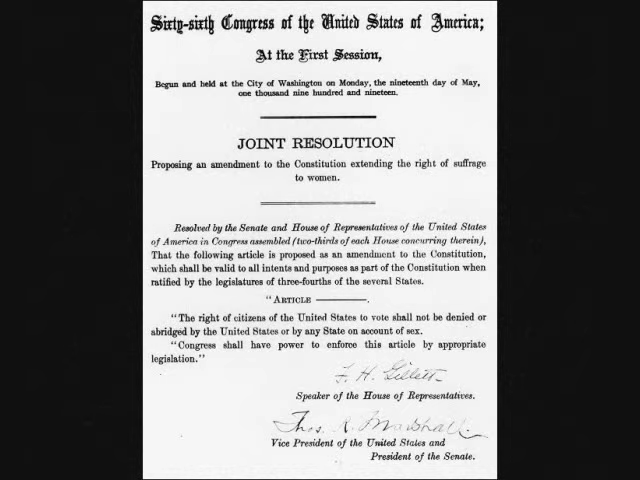 Sixty-sixth Congress of the United States of America;
At the First Session,
Begun and held at the City of Washington on Monday, the nineteenth day of May,
one thousand nine hundred and nineteen.
JOINT RESOLUTION
Proposing an amendment to the Constitution extending the right of suffrage
to women.
Resolved by the Senate and House of Representatives of the United States
of America in Congress assembled (two-thirds of each House concurring therein),
That the following article is proposed as an amendment to the Constitution,
which shall be valid to all intents and purposes as part of the Constitution when
ratified by the legislatures of three-fourths of the several States.
"ARTICLE ———.
"The right of citizens of the United States to vote shall not be denied or
abridged by the United States or by any State on account of sex.
"Congress shall have power to enforce this article by appropriate
legislation."
F. H. Gillett
Speaker of the House of Representatives.
Thos. R. Marshall
Vice President of the United States and
President of the Senate.